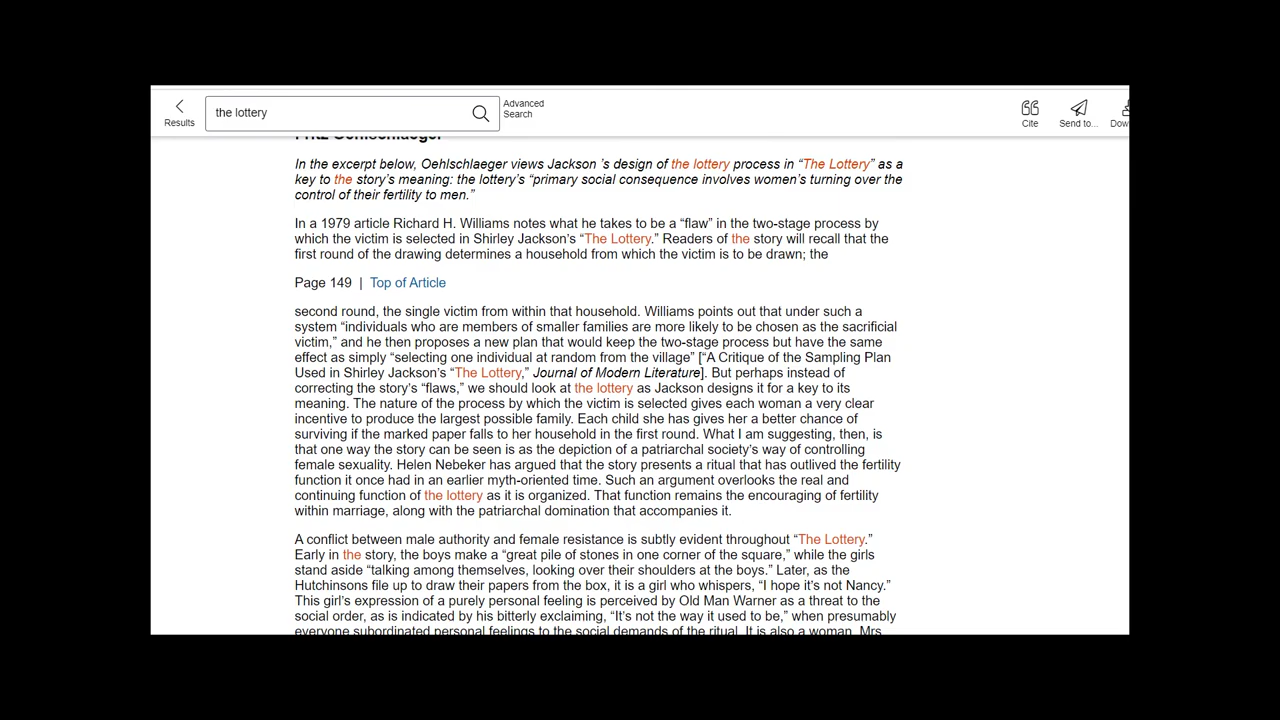 Results
the lottery
Advanced
Search
Cite
Send to...
In the excerpt below, Oehlschlaeger views Jackson 's design of the lottery process in “The Lottery” as a
key to the story's meaning: the lottery's “primary social consequence involves women's turning over the
control of their fertility to men.”
In a 1979 article Richard H. Williams notes what he takes to be a “flaw” in the two-stage process by
which the victim is selected in Shirley Jackson's “The Lottery.” Readers of the story will recall that the
first round of the drawing determines a household from which the victim is to be drawn; the
Page 149 | Top of Article
second round, the single victim from within that household. Williams points out that under such a
system “individuals who are members of smaller families are more likely to be chosen as the sacrificial
victim,” and he then proposes a new plan that would keep the two-stage process but have the same
effect as simply “selecting one individual at random from the village” [“A Critique of the Sampling Plan
Used in Shirley Jackson's “The Lottery,” Journal of Modern Literature]. But perhaps instead of
correcting the story's “flaws,” we should look at the lottery as Jackson designs it for a key to its
meaning. The nature of the process by which the victim is selected gives each woman a very clear
incentive to produce the largest possible family. Each child she has gives her a better chance of
surviving if the marked paper falls to her household in the first round. What I am suggesting, then, is
that one way the story can be seen is as the depiction of a patriarchal society's way of controlling
female sexuality. Helen Nebeker has argued that the story presents a ritual that has outlived the fertility
function it once had in an earlier myth-oriented time. Such an argument overlooks the real and
continuing function of the lottery as it is organized. That function remains the encouraging of fertility
within marriage, along with the patriarchal domination that accompanies it.
A conflict between male authority and female resistance is subtly evident throughout “The Lottery.”
Early in the story, the boys make a “great pile of stones in one corner of the square,” while the girls
stand aside “talking among themselves, looking over their shoulders at the boys.” Later, as the
Hutchinsons file up to draw their papers from the box, it is a girl who whispers, “I hope it's not Nancy.”
This girl's expression of a purely personal feeling is perceived by Old Man Warner as a threat to the
social order, as is indicated by his bitterly exclaiming, “It's not the way it used to be,” when presumably
everyone subordinated personal feelings to the social demands of the ritual. It is also a woman, Mrs